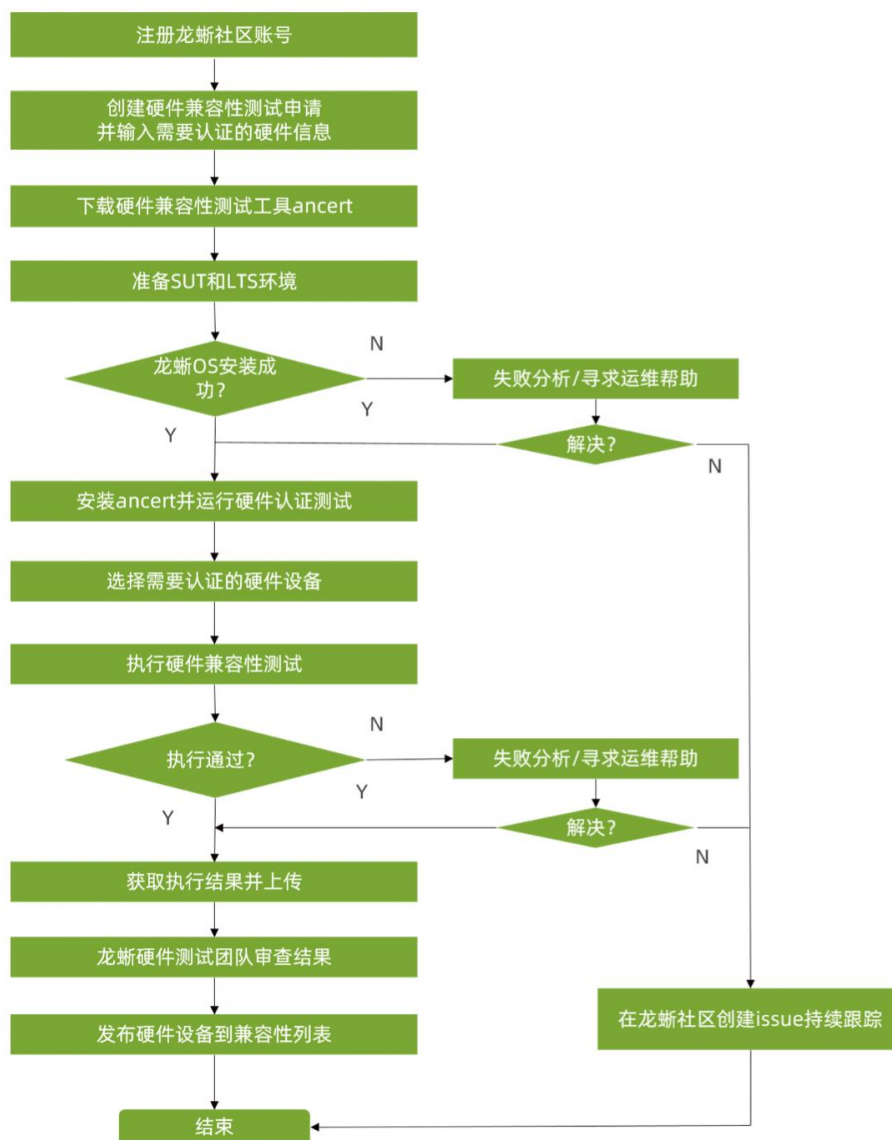 注册龙蜥社区账号
创建硬件兼容性测试申请
并输入需要认证的硬件信息
下载硬件兼容性测试工具ancert
准备SUT和LTS环境
龙蜥OS安装成
功？
N
失败分析/寻求运维帮助
Y
Y
解决？
N
安装ancert并运行硬件认证测试
选择需要认证的硬件设备
执行硬件兼容性测试
N
执行通过？
失败分析/寻求运维帮助
Y
Y
解决？
N
获取执行结果并上传
龙蜥硬件测试团队审查结果
发布硬件设备到兼容性列表
在龙蜥社区创建issue持续跟踪
结束